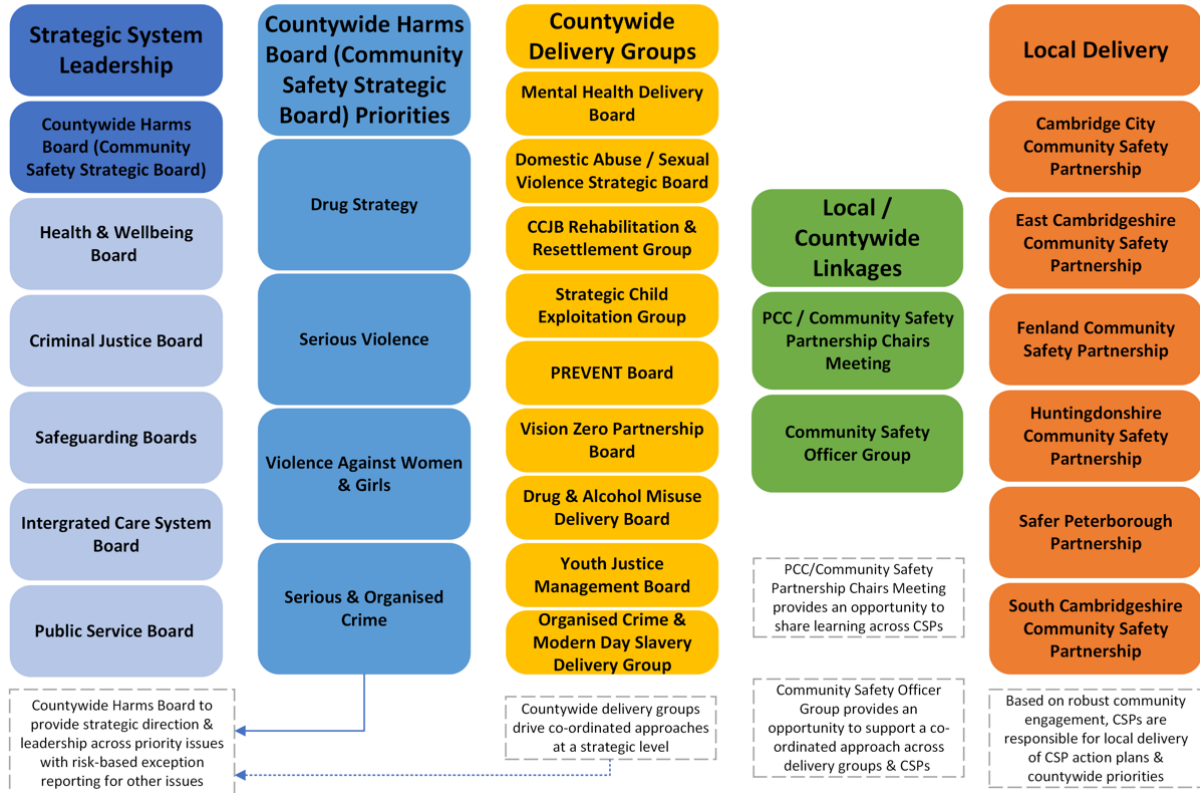 Strategic System
Leadership
Countywide Harms
Board (Community
Safety Strategic Board)
Health & Wellbeing
Board
Criminal Justice Board
Safeguarding Boards
Intergrated Care System
Board
Public Service Board
Countywide Harms Board to
provide strategic direction &
leadership across priority issues
with risk-based exception
reporting for other issues
Countywide Harms
Board (Community
Safety Strategic
Board) Priorities
Drug Strategy
Serious Violence
Violence Against Women
& Girls
Serious & Organised
Crime
Countywide
Delivery Groups
Mental Health Delivery
Board
Domestic Abuse / Sexual
Violence Strategic Board
CCJB Rehabilitation &
Resettlement Group
Strategic Child
Exploitation Group
PREVENT Board
Vision Zero Partnership
Board
Drug & Alcohol Misuse
Delivery Board
Youth Justice
Management Board
Organised Crime &
Modern Day Slavery
Delivery Group
Countywide delivery groups
drive co-ordinated approaches
at a strategic level
Local /
Countywide
Linkages
PCC / Community Safety
Partnership Chairs
Meeting
Community Safety
Officer Group
PCC/Community Safety
Partnership Chairs Meeting
provides an opportunity to
share learning across CSPs
Community Safety Officer
Group provides an
opportunity to support a co-
ordinated approach across
delivery groups & CSPs
Local Delivery
Cambridge City
Community Safety
Partnership
East Cambridgeshire
Community Safety
Partnership
Fenland Community
Safety Partnership
Huntingdonshire
Community Safety
Partnership
Safer Peterborough
Partnership
South Cambridgeshire
Community Safety
Partnership
Based on robust community
engagement, CSPs are
responsible for local delivery
of CSP action plans &
countywide priorities